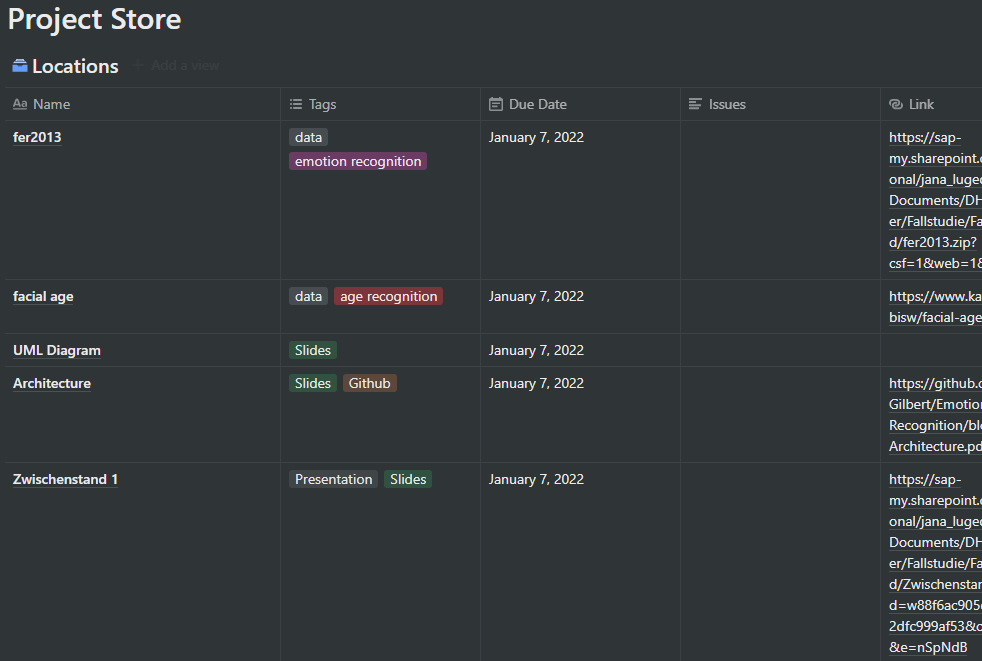 Project Store
Locations + Add a view
Aa Name Tags Due Date Issues Link
fer2013 data January 7, 2022 https://sap-
emotion recognition my.sharepoint.
onal/jana_luge
Documents/DH
er/Fallstudie/Fa
d/fer2013.zip?
csf=1&web=1&
facial age data age recognition January 7, 2022 https://www.ka
bisw/facial-age
UML Diagram Slides January 7, 2022
Architecture Slides Github January 7, 2022 https://github.
Gilbert/Emotion
Recognition/bl
Architecture.pd
Zwischenstand 1 Presentation Slides January 7, 2022 https://sap-
my.sharepoint.
onal/jana_luge
Documents/DH
er/Fallstudie/Fa
d/Zwischenstan
d=w88f6ac905
2dfc999af53&
&e=nSpNdB